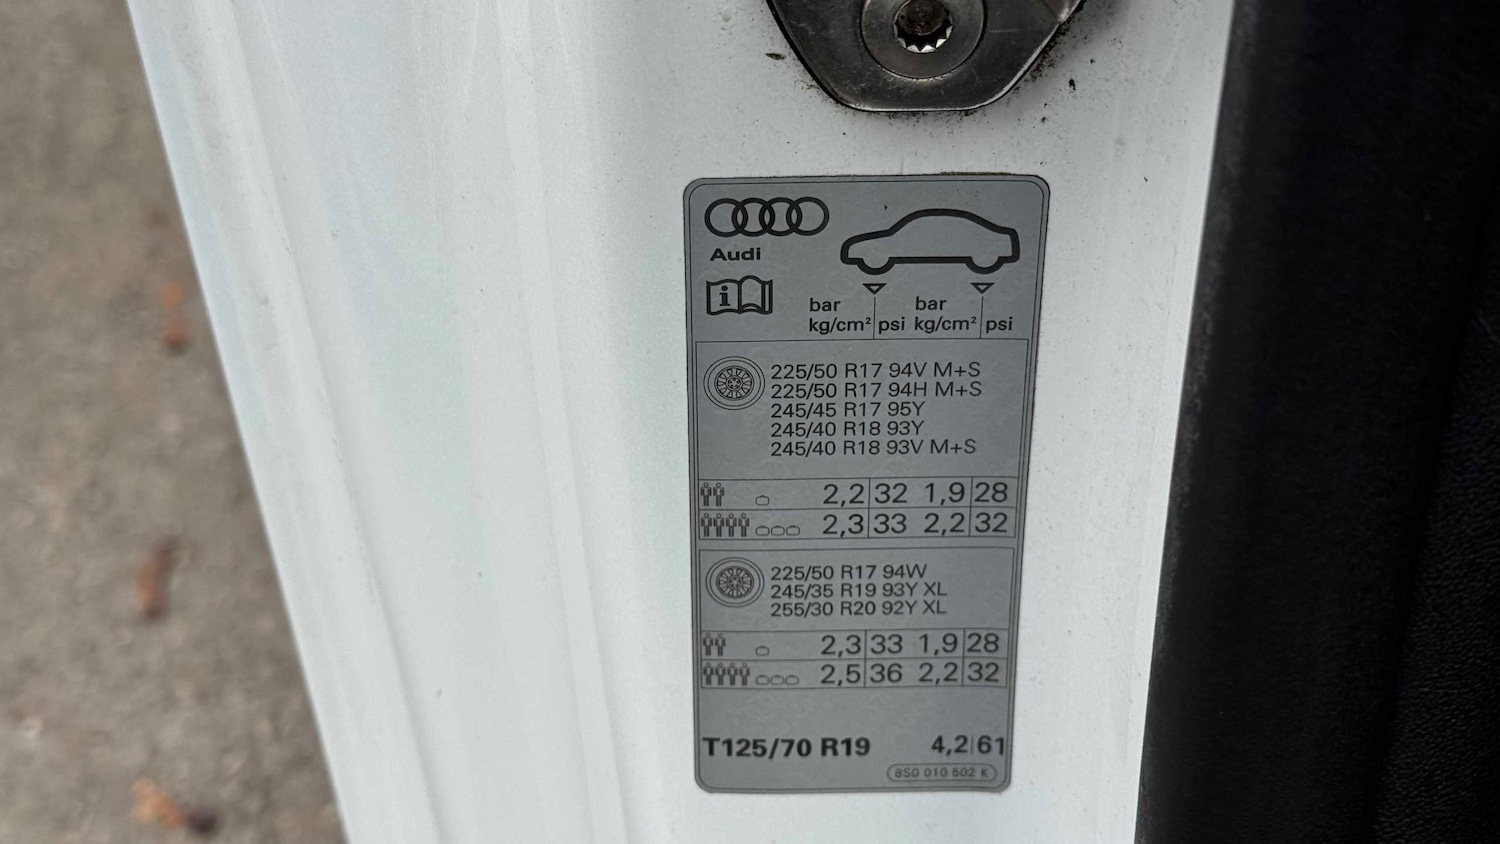 Audi
i
bar bar
kg/cm² psi kg/cm² psi
225/50 R17 94V M+S
225/50 R17 94H M+S
245/45 R17 95Y
245/40 R18 93Y
245/40 R18 93V M+S
2,2 32 1,9 28
2,3 33 2,2 32
225/50 R17 94W
245/35 R19 93Y XL
255/30 R20 92Y XL
2,3 33 1,9 28
2,5 36 2,2 32
T125/70 R19 4,2 61
8S0 010 502 K